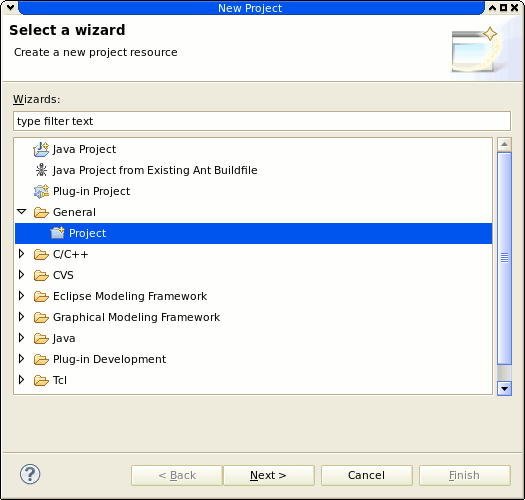 New Project
Select a wizard
Create a new project resource
Wizards:
type filter text
Java Project
Java Project from Existing Ant Buildfile
Plug-in Project
General
Project
C/C++
CVS
Eclipse Modeling Framework
Graphical Modeling Framework
Java
Plug-in Development
Tcl
?
< Back
Next >
Cancel
Finish